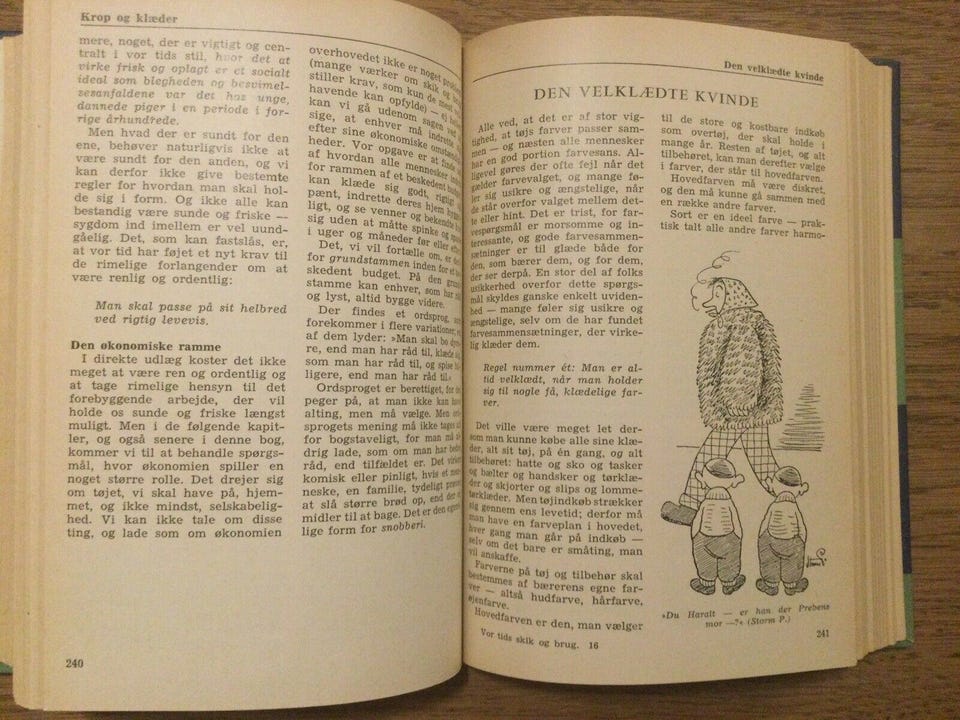 Krop og klæder
mere, noget, der er vigtigt og cen-
tralt i vor tids stil, hvor det at
virke frisk og oplagt er et socialt
ideal som blegheden og besvimel-
sesanfaldene var det hos unge,
dannede piger i en periode i for-
rige århundrede.
Men hvad der er sundt for den
ene, behøver naturligvis ikke at
være sundt for den anden, og vi
kan derfor ikke give bestemte
regler for hvordan man skal hol-
de sig i form. Og ikke alle kan
bestandig være sunde og friske —
sygdom ind imellem er vel uund-
gåelig. Det, som kan fastslås, er,
at vor tid har føjet et nyt krav til
de rimelige forlangender om at
være renlig og ordentlig:
Man skal passe på sit helbred
ved rigtig levevis.
Den økonomiske ramme
I direkte udlæg koster det ikke
meget at være ren og ordentlig og
at tage rimelige hensyn til det
forebyggende arbejde, der vil
holde os sunde og friske længst
muligt. Men i de følgende kapit-
ler, og også senere i denne bog,
kommer vi til at behandle spørgs-
mål, hvor økonomien spiller en
noget større rolle. Det drejer sig
om tøjet, vi skal have på, hjem-
met, og ikke mindst, selskabelig-
hed. Vi kan ikke tale om disse
ting, og lade som om økonomien
240
overhovedet ikke er noget
(mange værker om skik og
stiller krav, som kun de mest
havende kan opfylde) — ej
kan vi gå udenom sagen ved
sige, at enhver må indrette
efter sine økonomiske
heder. Vor opgave er at finde
af hvordan alle mennesker
for rammen af et beskedent
kan klæde sig godt, rigtigt
pænt, indrette deres hjem
ligt, og se venner og bekendte
sig uden at måtte spinke og
i uger og måneder før eller
Det, vi vil fortælle om, er
for grundstammen inden for et
skedent budget. På den
stamme kan enhver, som har
og lyst, altid bygge videre.
Der findes et ordsprog,
forekommer i flere variationer,
af dem lyder: »Man skal bo
re, end man har råd til, klæde
som man har råd til, og spise
ligere, end man har råd til.«
Ordsproget er berettiget, for
peger på, at man ikke kan
alting, men må vælge. Men
sprogets mening må ikke tages
for bogstaveligt, for man må
drig lade, som om man har
råd, end tilfældet er. Det
komisk eller pinligt, hvis et
neske, en familie, tydeligt
at slå større brød op, end der
midler til at bage. Det er den
lige form for snobberi.
Den velklædte kvinde
DEN VELKLÆDTE KVINDE
Alle ved, at det er af stor vig-
tighed, at tøjs farver passer sam-
men — og næsten alle mennesker
har en god portion farvesans. Al-
ligevel gøres der ofte fejl når det
gælder farvevalget, og mange fø-
ler sig usikre og ængstelige, når
de står overfor valget mellem det-
te eller hint. Det er trist, for far-
vespørgsmål er morsomme og in-
teressante, og gode farvesammen-
sætninger er til glæde både for
den, som bærer dem, og for dem,
der ser derpå. En stor del af folks
usikkerhed overfor dette spørgs-
mål skyldes ganske enkelt uviden-
hed — mange føler sig usikre og
ængstelige, selv om de har fundet
farvesammensætninger, der virke-
lig klæder dem.
Regel nummer ét: Man er al-
tid velklædt, når man holder
sig til nogle få, klædelige far-
ver.
Det ville være meget let der-
som man kunne købe alle sine klæ-
der, alt sit tøj, på én gang, og alt
tilbehøret: hatte og sko og tasker
og bælter og handsker og tørklæ-
der og skjorter og slips og lomme-
tørklæder. Men tøjindkøb strækker
sig gennem ens levetid; derfor må
man have en farveplan i hovedet,
hver gang man går på indkøb —
selv om det bare er småting, man
vil anskaffe.
Farverne på tøj og tilbehør skal
bestemmes af bærerens egne far-
ver — altså hudfarve, hårfarve,
øjenfarve.
Hovedfarven er den, man vælger
Vor tids skik og brug. 16
til de store og kostbare indkøb
som overtøj, der skal holde i
mange år. Resten af tøjet, og alt
tilbehøret, kan man derefter vælge
i farver, der står til hovedfarven.
Hovedfarven må være diskret,
og den må kunne gå sammen med
en række andre farver.
Sort er en ideel farve — prak-
tisk talt alle andre farver harmo-
»Du Haralt — er han der Prebens
mor —?« (Storm P.)
241